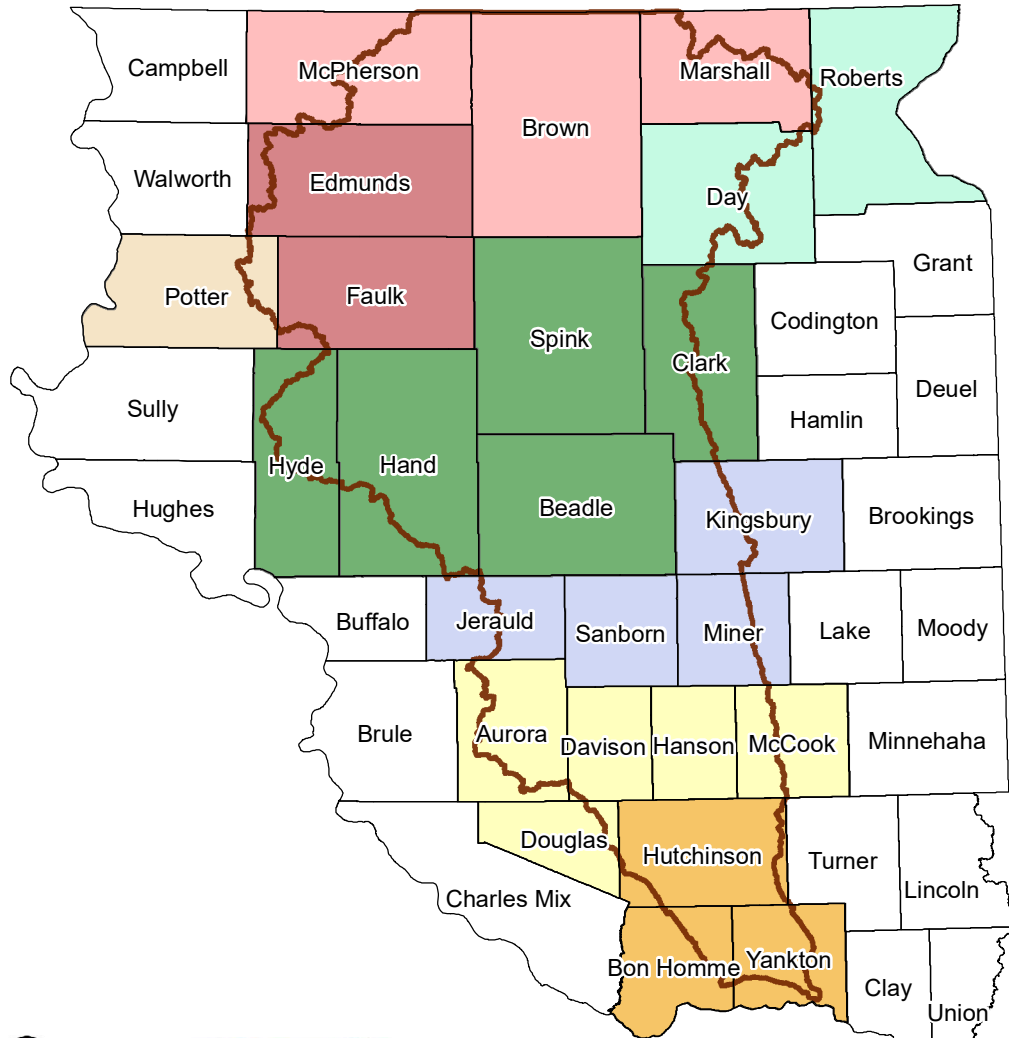 Campbell
McPherson
Marshall
Roberts
Brown
Walworth
Edmunds
Day
Grant
Potter
Faulk
Spink
Codington
Clark
Deuel
Sully
Hamlin
Hyde
Hand
Hughes
Beadle
Kingsbury
Brookings
Buffalo
Jerauld
Sanborn
Miner
Lake
Moody
Brule
Aurora
Davison
Hanson
McCook
Minnehaha
Douglas
Hutchinson
Turner
Lincoln
Charles Mix
Bon Homme
Yankton
Clay
Union